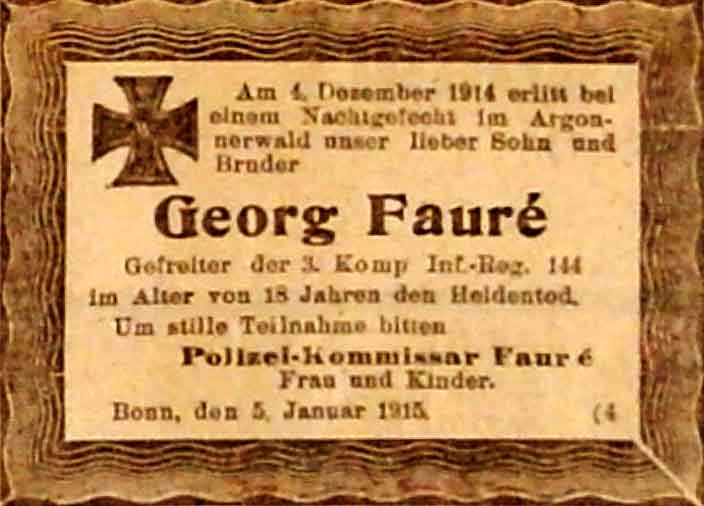 Am 4. Dezember 1914 erlitt bei
einem Nachtgefecht im Argon-
nerwald unser lieber Sohn und
Bruder
Georg Fauré
Gefreiter der 3. Komp Inf.-Reg. 144
im Alter von 18 Jahren den Heldentod.
Um stille Teilnahme bitten
Polizei-Kommissar Fauré
Frau und Kinder.
Bonn, den 5. Januar 1915. (4